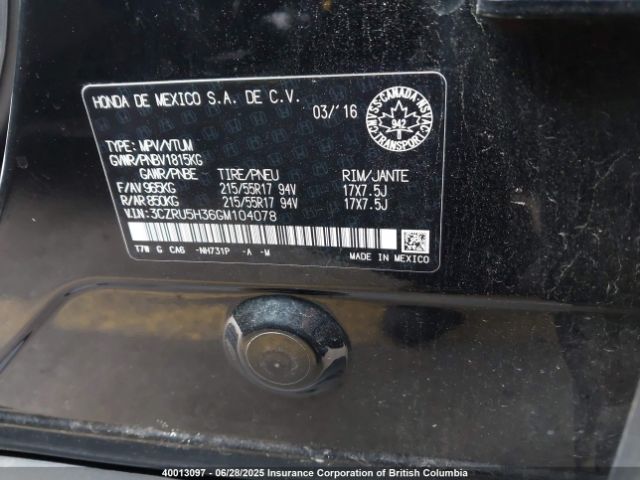 HONDA DE MEXICO S.A. DE C.V.
03/'16
CMVSS-CANADA-NSVAC
942
TRANSPORT
TYPE: MPV/VTUM
GVWR/PNBV1815KG
GAWR/PNBE TIRE/PNEU RIM/JANTE
F/AV 965KG 215/55R17 94V 17X7.5J
R/AR 850KG 215/55R17 94V 17X7.5J
V.I.N: 3CZRU5H36GM104078
T7W G CA6 -NH731P -A -M
MADE IN MEXICO
40013097 - 06/28/2025 Insurance Corporation of British Columbia